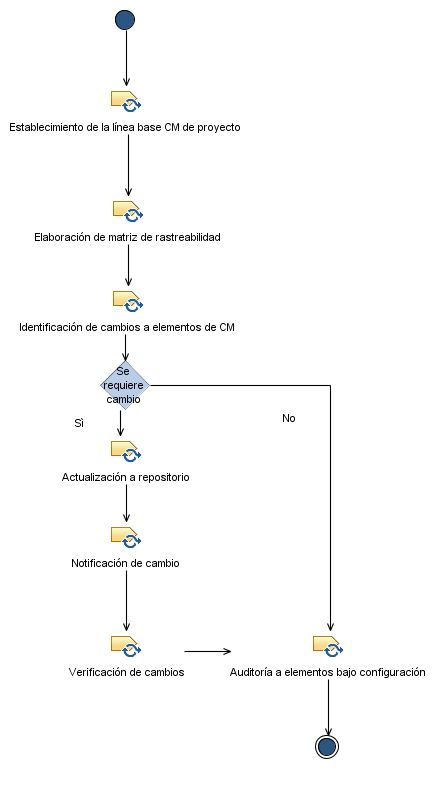 Establecimiento de la línea base CM de proyecto
Elaboración de matriz de rastreabilidad
Identificación de cambios a elementos de CM
Se
requiere
cambio
Sì
No
Actualización a repositorio
Notificación de cambio
Verificación de cambios
Auditoría a elementos bajo configuración